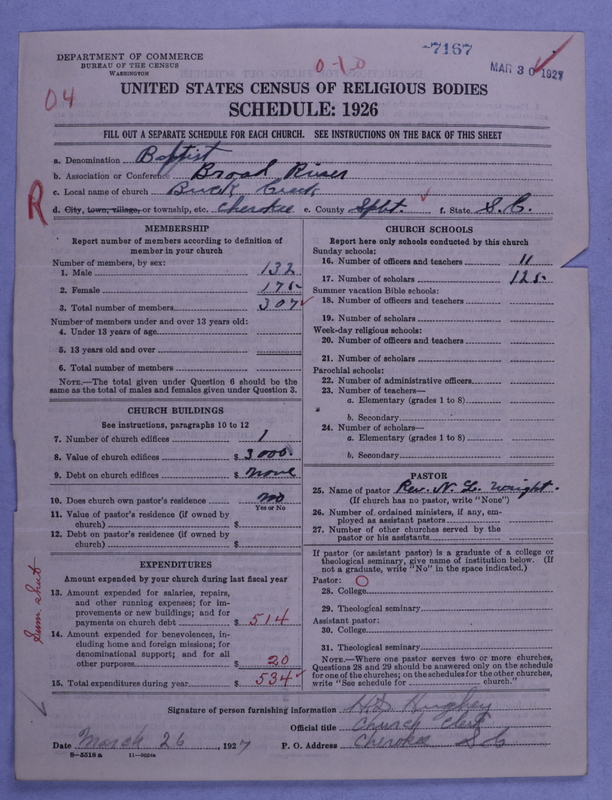 DEPARTMENT OF COMMERCE
BUREAU OF THE CENSUS
WASHINGTON
7167
MAR 30 1927
0-1.0
04
UNITED STATES CENSUS OF RELIGIOUS BODIES
SCHEDULE: 1926
FILL OUT A SEPARATE SCHEDULE FOR EACH CHURCH. SEE INSTRUCTIONS ON THE BACK OF THIS SHEET
a. Denomination Baptist
b. Association or Conference Broad River
c. Local name of church Buck Creek
R
d. City, town, village, or township, etc. Cherokee e. County Spbt. f. State S.C.
MEMBERSHIP
Report number of members according to definition of
member in your church
Number of members, by sex:
1. Male 132
2. Female 175
3. Total number of members 307
Number of members under and over 13 years old:
4. Under 13 years of age
5. 13 years old and over
6. Total number of members
NOTE.—The total given under Question 6 should be the
same as the total of males and females given under Question 3.
CHURCH BUILDINGS
See instructions, paragraphs 10 to 12
7. Number of church edifices 1
8. Value of church edifices $ 3000.
9. Debt on church edifices $ none
10. Does church own pastor's residence no
Yes or No
11. Value of pastor's residence (if owned by
church) $
12. Debt on pastor's residence (if owned by
church) $
EXPENDITURES
Amount expended by your church during last fiscal year
13. Amount expended for salaries, repairs,
and other running expenses; for im-
provements or new buildings; and for
payments on church debt $ 514
14. Amount expended for benevolences, in-
cluding home and foreign missions; for
denominational support; and for all
other purposes $ 20
15. Total expenditures during year $ 534
Sum. shut
CHURCH SCHOOLS
Report here only schools conducted by this church
Sunday schools:
16. Number of officers and teachers 11
17. Number of scholars 125
Summer vacation Bible schools:
18. Number of officers and teachers
19. Number of scholars
Week-day religious schools:
20. Number of officers and teachers
21. Number of scholars
Parochial schools:
22. Number of administrative officers
23. Number of teachers—
a. Elementary (grades 1 to 8)
b. Secondary
24. Number of scholars—
a. Elementary (grades 1 to 8)
b. Secondary
PASTOR
25. Name of pastor Rev. N. L. Wright.
(If church has no pastor, write "None")
26. Number of ordained ministers, if any, em-
ployed as assistant pastors
27. Number of other churches served by the
pastor or his assistants
If pastor (or assistant pastor) is a graduate of a college or
theological seminary, give name of institution below. (If
not a graduate, write "No" in the space indicated.)
Pastor: O
28. College
29. Theological seminary
Assistant pastor:
30. College
31. Theological seminary
NOTE.—Where one pastor serves two or more churches,
Questions 28 and 29 should be answered only on the schedule
for one of the churches; on the schedules for the other churches,
write "See schedule for church."
Signature of person furnishing information H.D. Hughey
Official title Church Clerk
Date March 26, 1927 P. O. Address Cherokee S C
8-5518 a 11-9024a